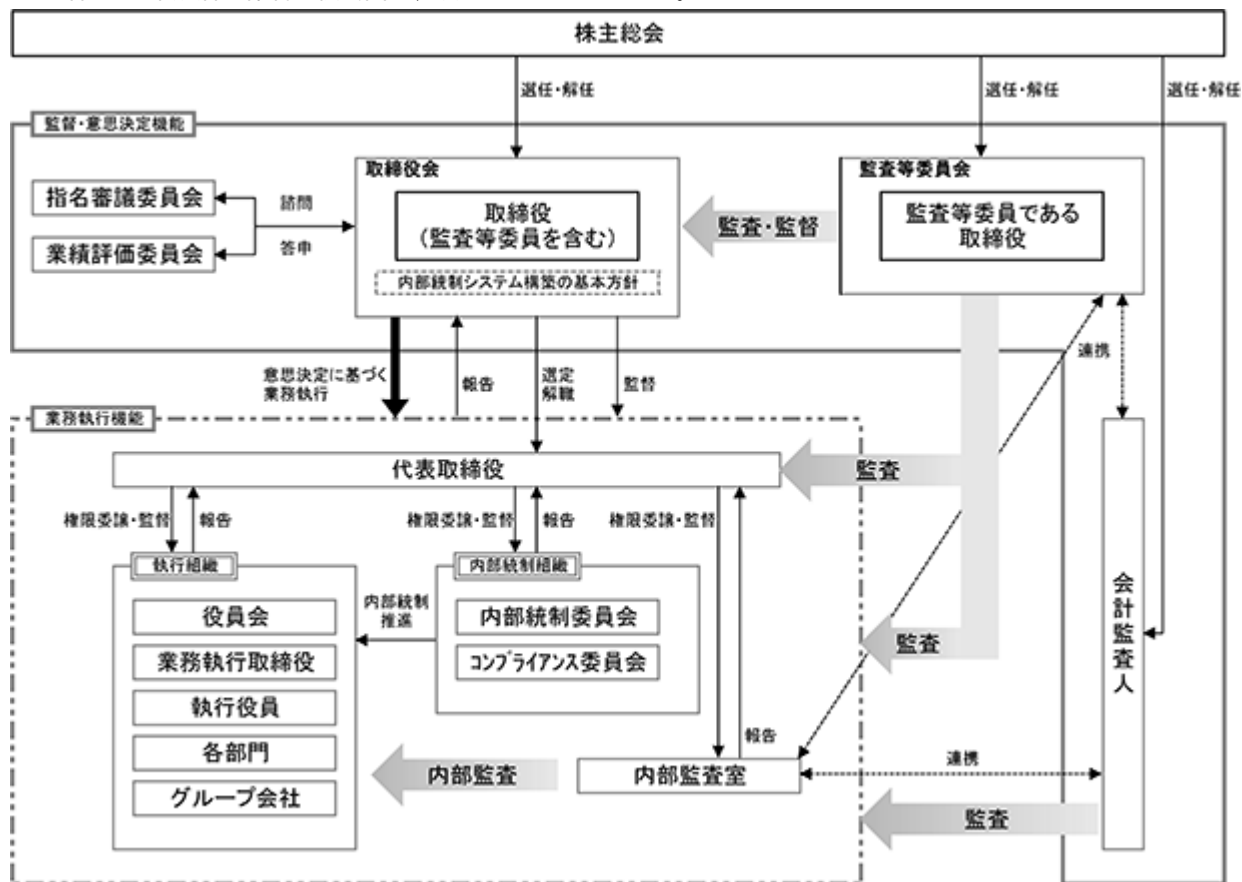 株主総会
選任・解任
選任・解任
選任・解任
監督・意思決定機能
取締役会
監査等委員会
指名審議委員会
業績評価委員会
諮問
答申
取締役
(監査等委員を含む)
内部統制システム構築の基本方針
監査・監督
監査等委員である
取締役
意思決定に基づく
業務執行
報告
選定
解職
監督
連携
業務執行機能
代表取締役
監査
権限委譲・監督
報告
権限委譲・監督
報告
権限委譲・監督
執行組織
内部統制組織
役員会
業務執行取締役
執行役員
各部門
グループ会社
内部統制
推進
内部統制委員会
コンプライアンス委員会
監査
会計監査人
報告
内部監査
内部監査室
連携
監査